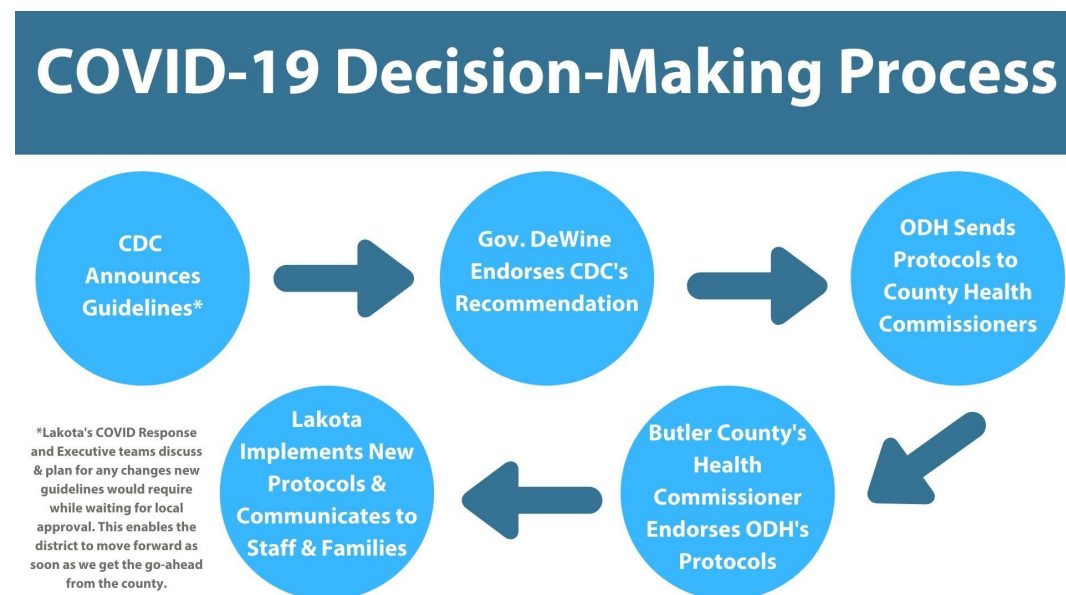 COVID-19 Decision-Making Process
CDC
Announces
Guidelines*
Gov. DeWine
Endorses CDC's
Recommendation
ODH Sends
Protocols to
County Health
Commissioners
Butler County's
Health
Commissioner
Endorses ODH's
Protocols
Lakota
Implements New
Protocols &
Communicates to
Staff & Families
*Lakota's COVID Response
and Executive teams discuss
& plan for any changes new
guidelines would require
while waiting for local
approval. This enables the
district to move forward as
soon as we get the go-ahead
from the county.